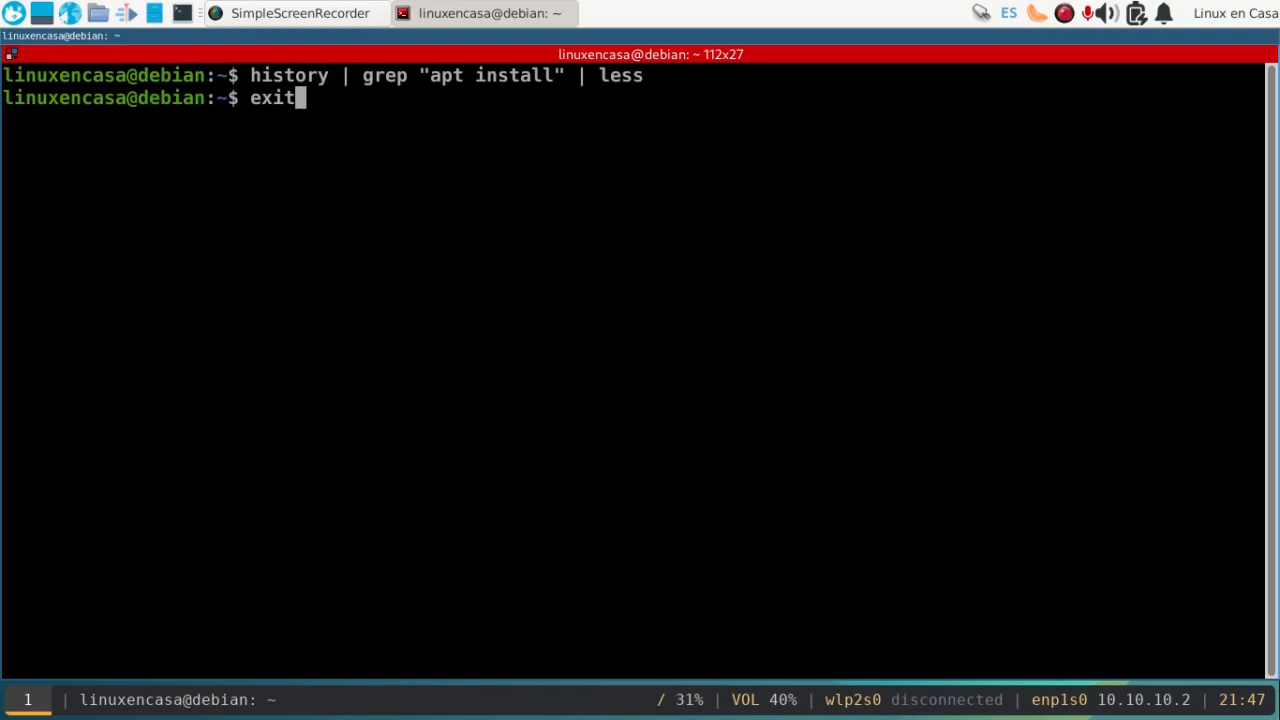 SimpleScreenRecorder linuxencasa@debian: ~ ES Linux en Casa
linuxencasa@debian: ~
linuxencasa@debian: ~ 112x27
linuxencasa@debian:~$ history | grep "apt install" | less
linuxencasa@debian:~$ exit
1 | linuxencasa@debian: ~ / 31% | VOL 40% | wlp2s0 disconnected | enp1s0 10.10.10.2 | 21:47